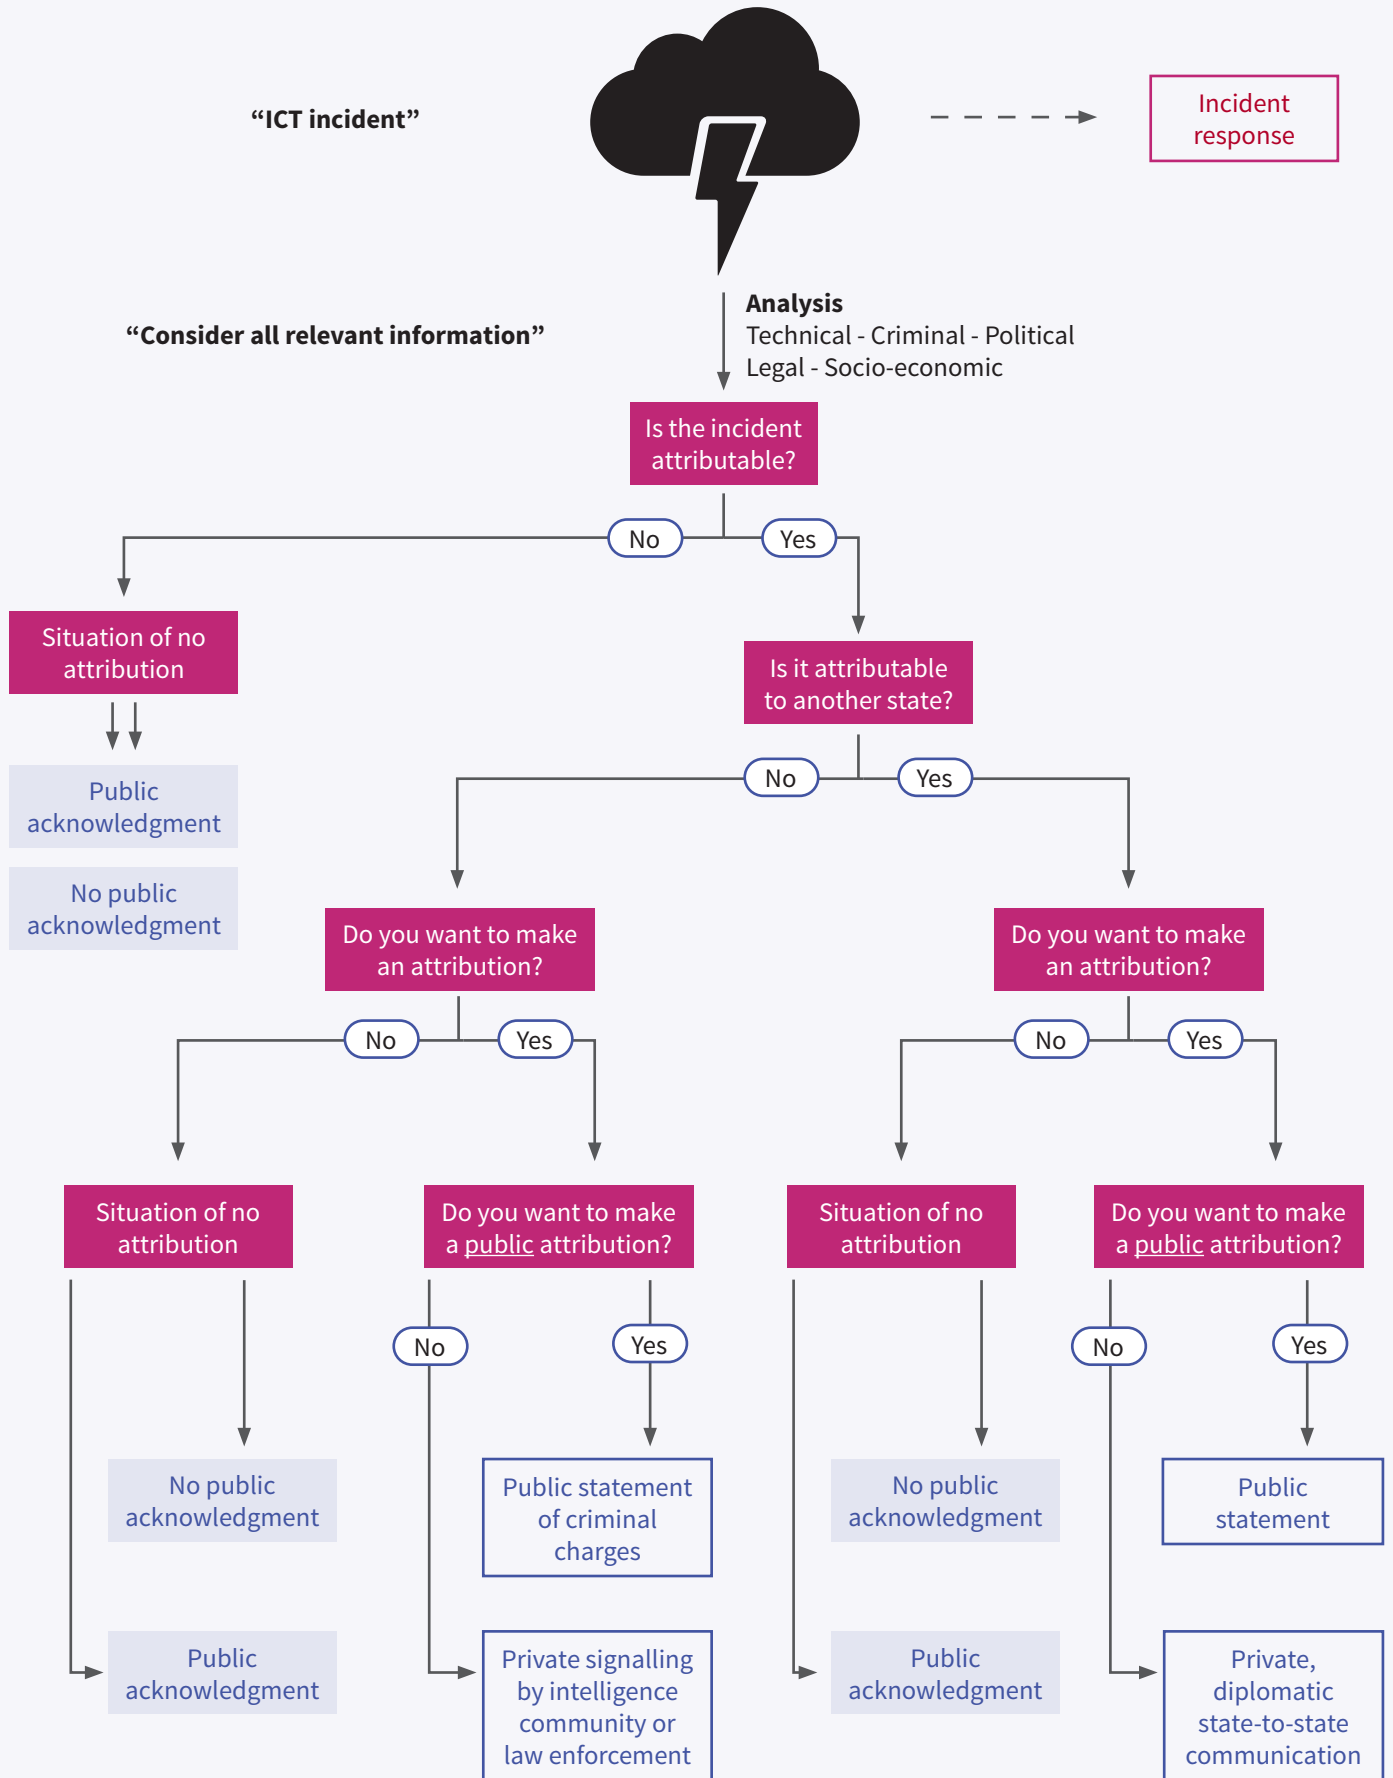 “ICT incident”
Incident
response
“Consider all relevant information”
Analysis
Technical - Criminal - Political
Legal - Socio-economic
Is the incident
attributable?
No
Yes
Situation of no
attribution
Public
acknowledgment
No public
acknowledgment
Is it attributable
to another state?
No
Yes
Do you want to make
an attribution?
No
Yes
Do you want to make
an attribution?
No
Yes
Situation of no
attribution
Do you want to make
a public attribution?
Situation of no
attribution
Do you want to make
a public attribution?
No
Yes
No
Yes
No public
acknowledgment
Public statement
of criminal
charges
No public
acknowledgment
Public
statement
Public
acknowledgment
Private signalling
by intelligence
community or
law enforcement
Public
acknowledgment
Private,
diplomatic
state-to-state
communication